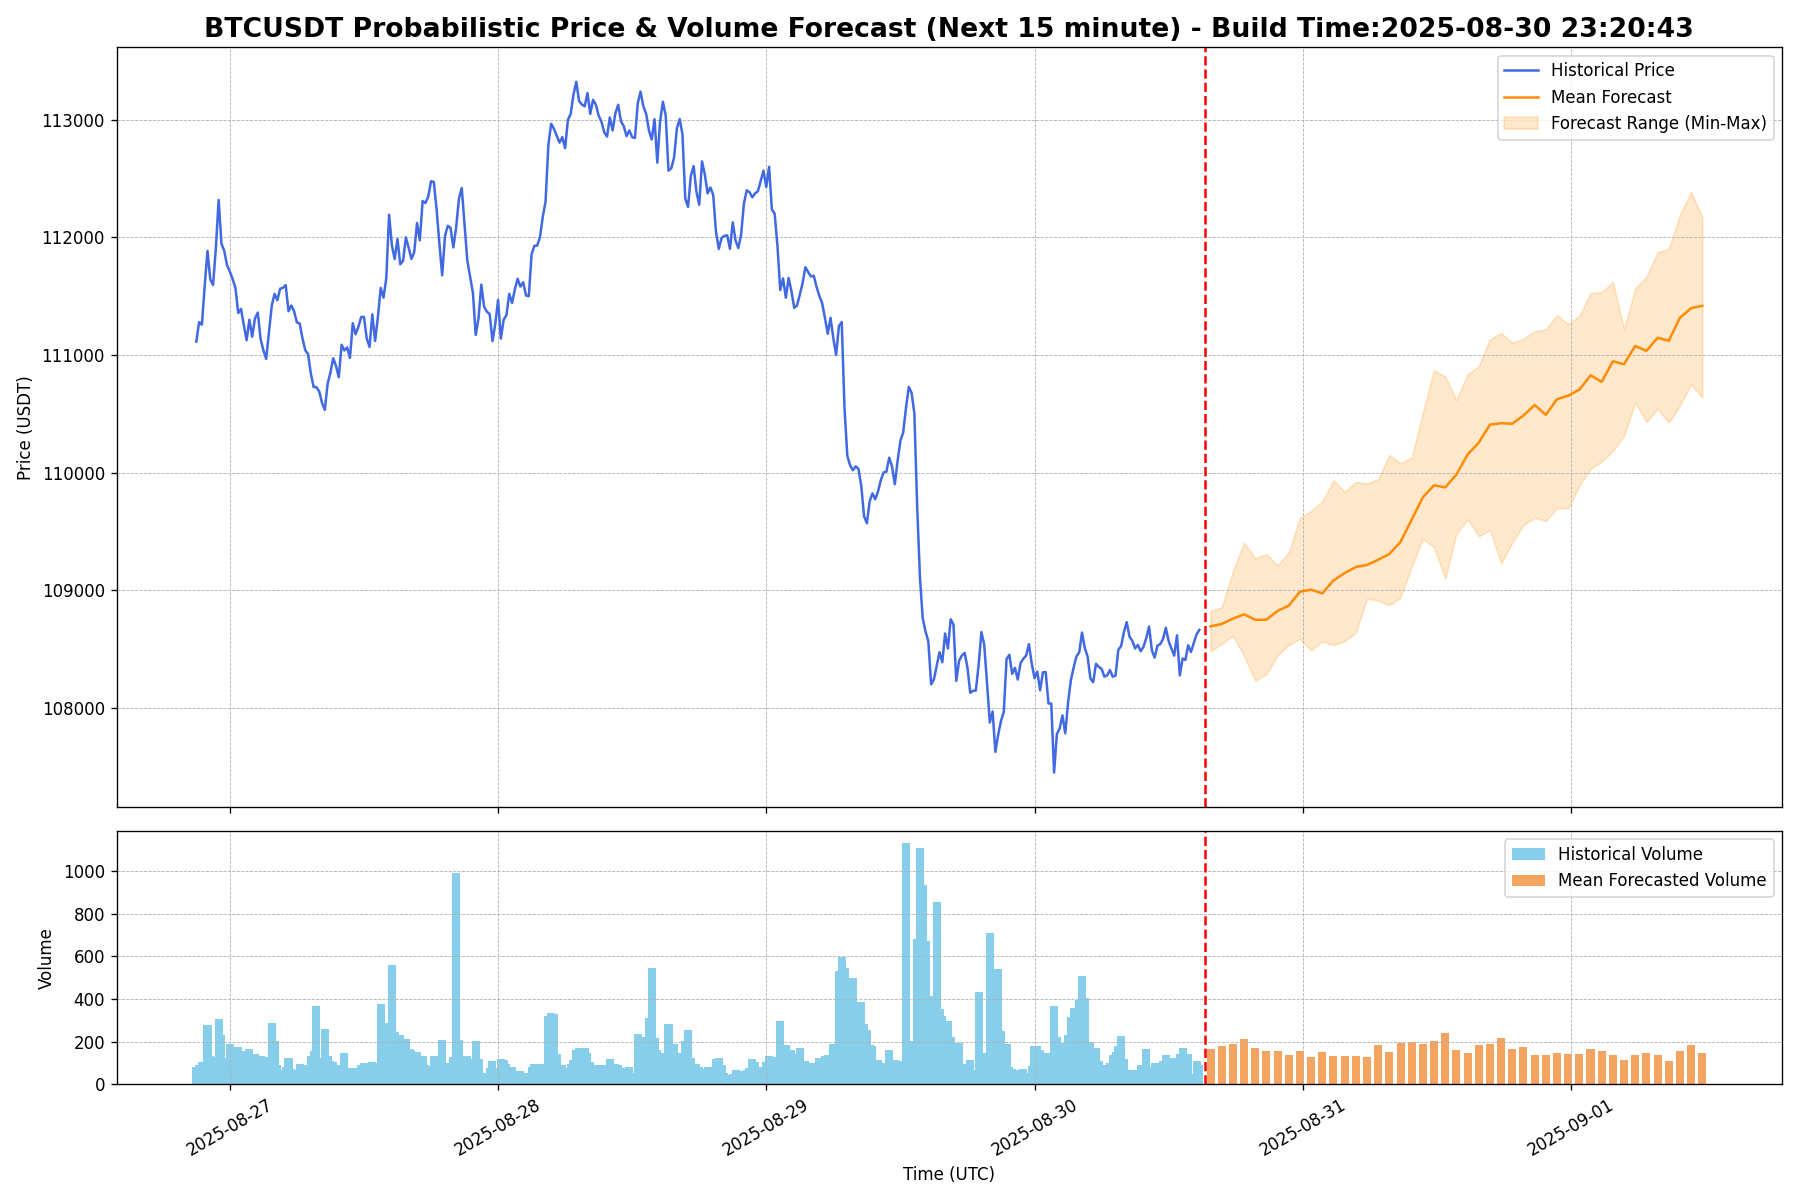 BTCUSDT Probabilistic Price & Volume Forecast (Next 15 minute) - Build Time:2025-08-30 23:20:43
Historical Price
Mean Forecast
Forecast Range (Min-Max)
113000
112000
111000
110000
109000
108000
Price (USDT)
Historical Volume
Mean Forecasted Volume
1000
800
600
400
200
0
Volume
2025-08-27
2025-08-28
2025-08-29
2025-08-30
2025-08-31
2025-09-01
Time (UTC)